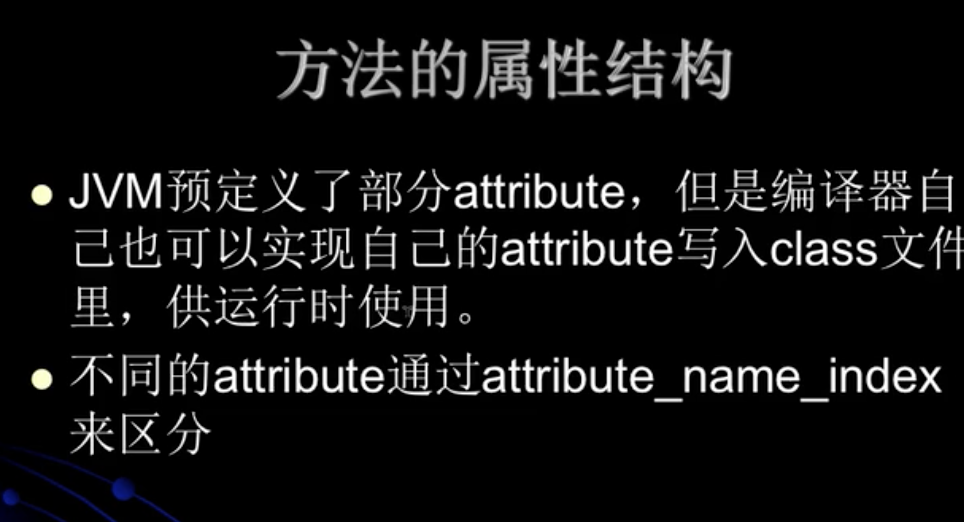 方法的属性结构
JVM预定义了部分attribute，但是编译器自
己也可以实现自己的attribute写入class文件
里，供运行时使用。
不同的attribute通过attribute_name_index
来区分